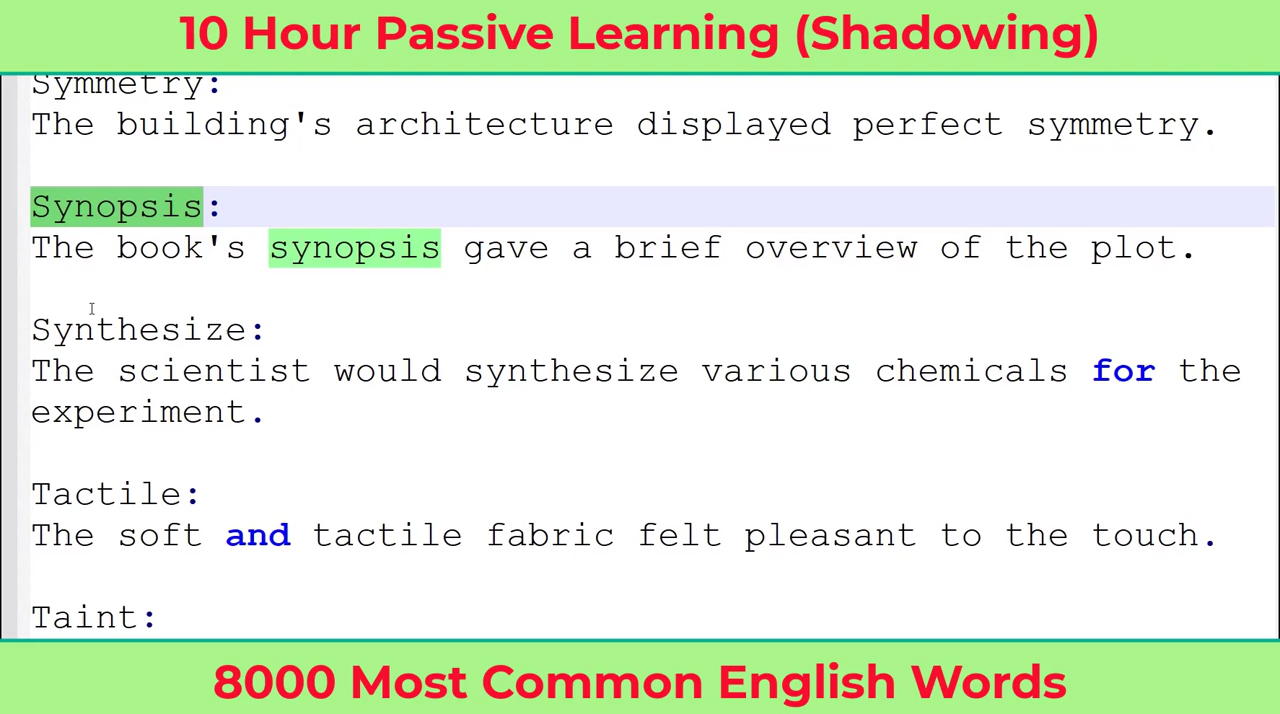 10 Hour Passive Learning (Shadowing)
Symmetry:
The building's architecture displayed perfect symmetry.
Synopsis:
The book's synopsis gave a brief overview of the plot.
Synthesize:
The scientist would synthesize various chemicals for the
experiment.
Tactile:
The soft and tactile fabric felt pleasant to the touch.
Taint:
8000 Most Common English Words